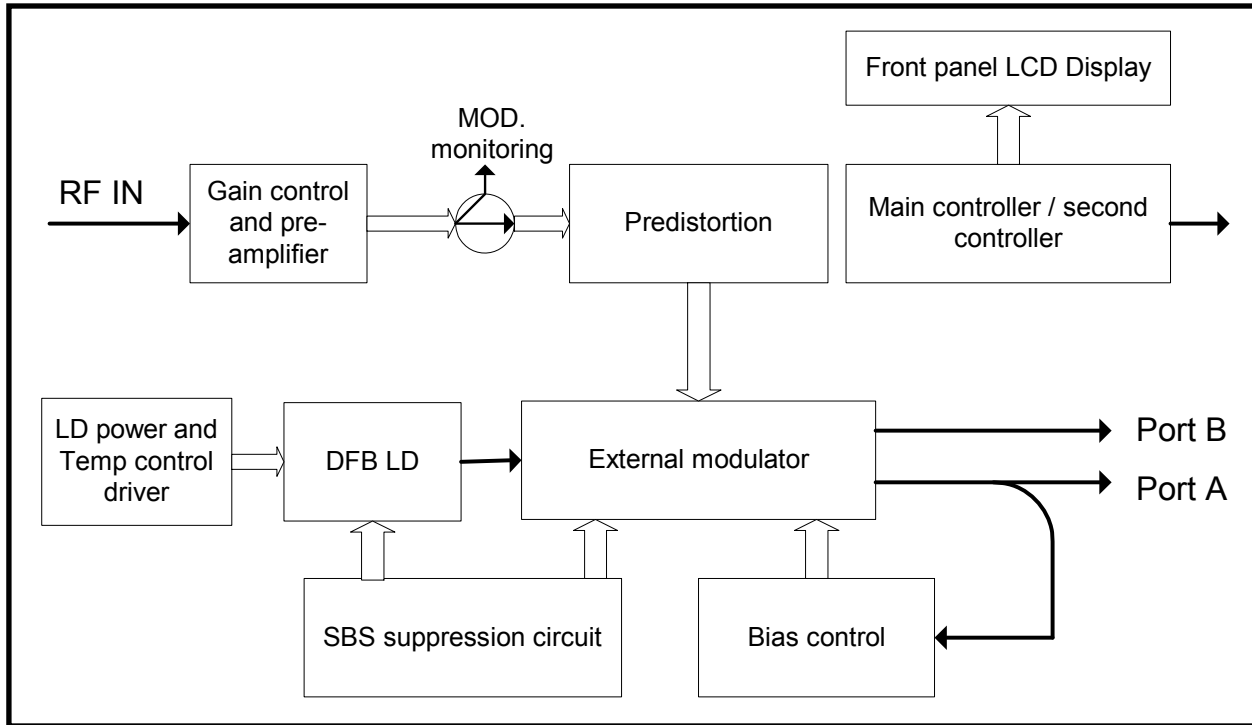 Front panel LCD Display
MOD.
monitoring
RF IN
Gain control
and pre-
amplifier
Predistortion
Main controller / second
controller
LD power and
Temp control
driver
DFB LD
External modulator
Port B
Port A
SBS suppression circuit
Bias control